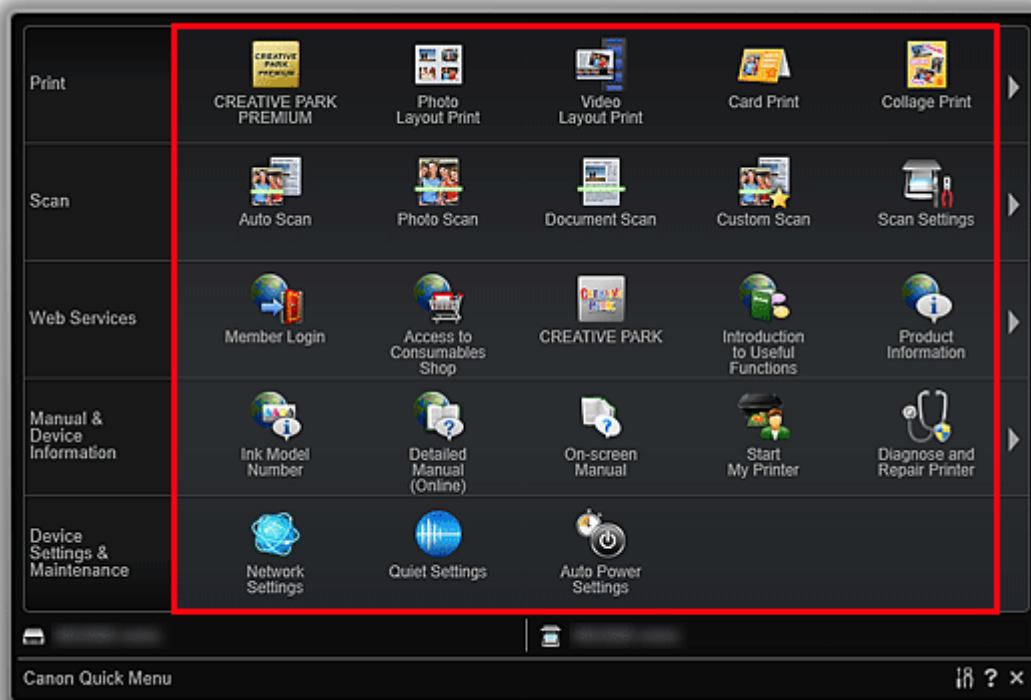 Print
CREATIVE
PARK
PREMIUM
CREATIVE PARK
PREMIUM
Photo
Layout Print
Video
Layout Print
Card Print
Collage Print
Scan
Auto Scan
Photo Scan
Document Scan
Custom Scan
Scan Settings
Web Services
Member Login
Access to
Consumables
Shop
CREATIVE PARK
Introduction
to Useful
Functions
Product
Information
Manual &
Device
Information
Ink Model
Number
Detailed
Manual
(Online)
On-screen
Manual
Start
My Printer
Diagnose and
Repair Printer
Device
Settings &
Maintenance
Network
Settings
Quiet Settings
Auto Power
Settings
Canon Quick Menu